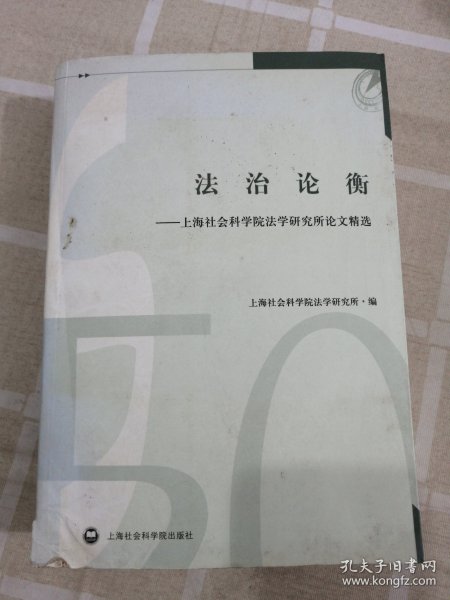 法治论衡
——上海社会科学院法学研究所论文精选
上海社会科学院法学研究所·编
50
上海社会科学院出版社
孔夫子旧书网
www.kongfz.com